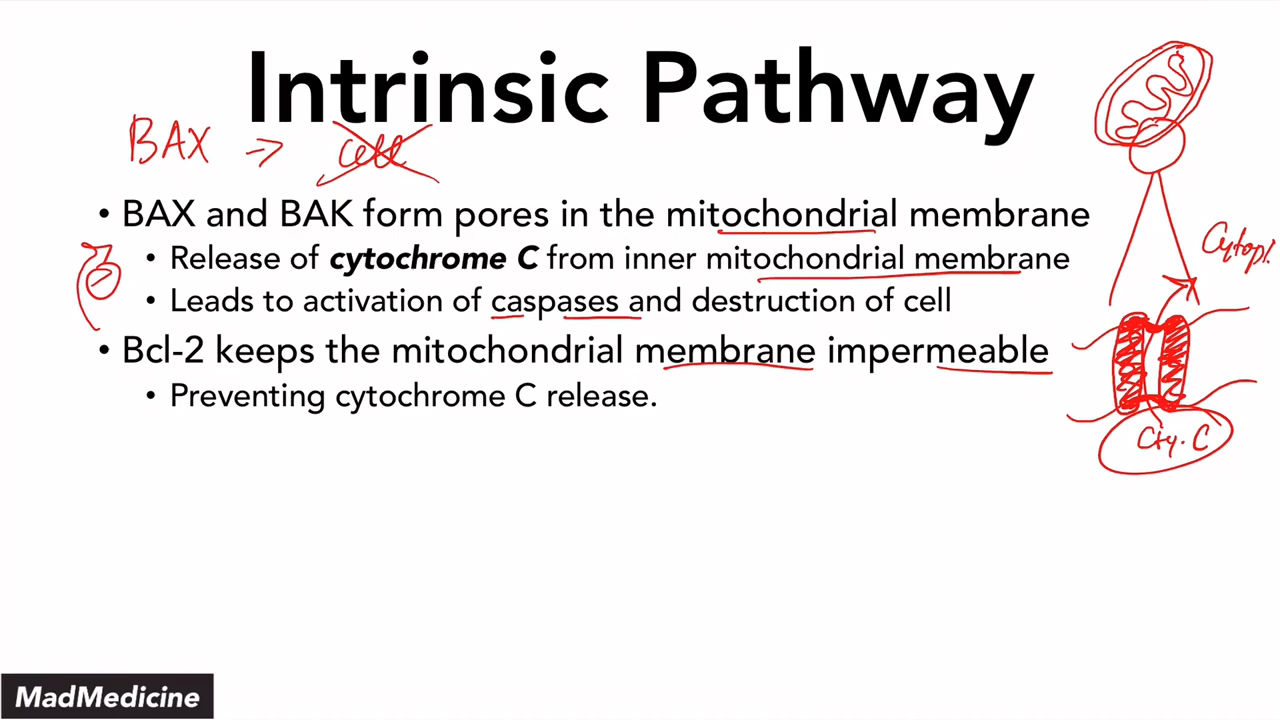 Intrinsic Pathway
BAX → cell
• BAX and BAK form pores in the mitochondrial membrane
• Release of cytochrome C from inner mitochondrial membrane
• Leads to activation of caspases and destruction of cell
• Bcl-2 keeps the mitochondrial membrane impermeable
• Preventing cytochrome C release.
Cytopl.
Cty. C
MadMedicine